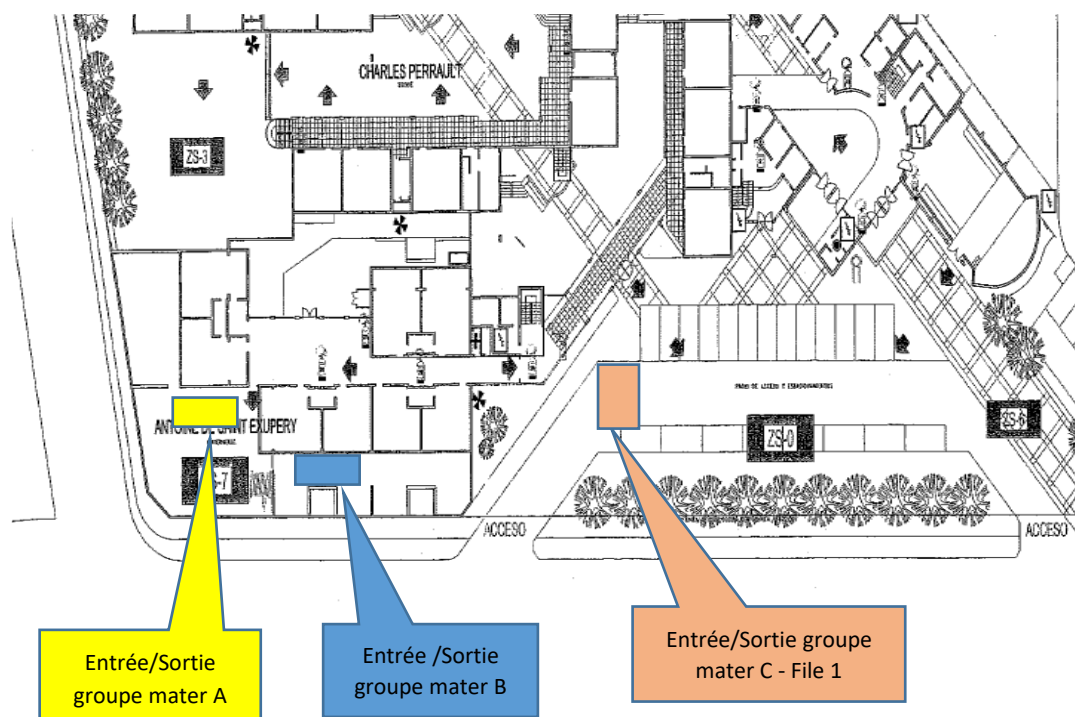 CHARLES PERRAULT
ZS-3
ANTOINE DE SAINT EXUPERY
ZS-0
ZS-6
S-7
ACCESO
ACCESO
Entrée/Sortie
groupe mater A
Entrée /Sortie
groupe mater B
Entrée/Sortie groupe
mater C - File 1